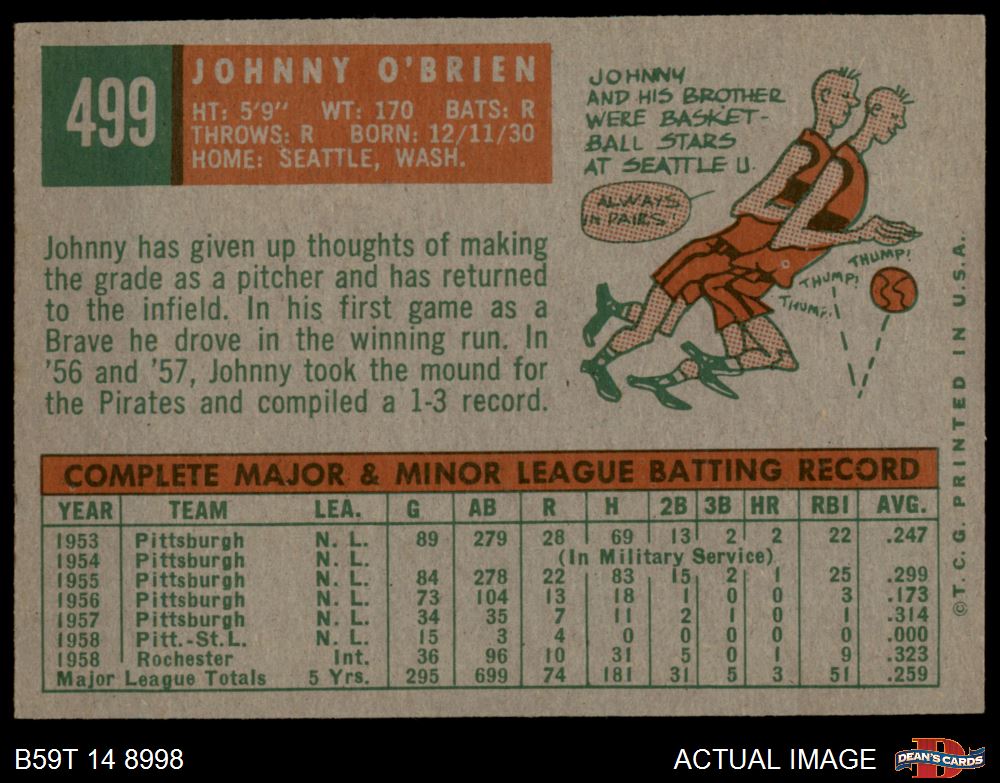 499
JOHNNY O'BRIEN
HT: 5'9" WT: 170 BATS: R
THROWS: R BORN: 12/11/30
HOME: SEATTLE, WASH.
JOHNNY
AND HIS BROTHER
WERE BASKET-
BALL STARS
AT SEATTLE U.
ALWAYS
IN PAIRS!
THUMP!
THUMP!
THUMP!
Johnny has given up thoughts of making
the grade as a pitcher and has returned
to the infield. In his first game as a
Brave he drove in the winning run. In
'56 and '57, Johnny took the mound for
the Pirates and compiled a 1-3 record.
COMPLETE MAJOR & MINOR LEAGUE BATTING RECORD
YEAR TEAM LEA. G AB R H 2B 3B HR RBI AVG.
1953 Pittsburgh N. L. 89 279 28 69 13 2 2 22 .247
1954 Pittsburgh N. L. (In Military Service)
1955 Pittsburgh N. L. 84 278 22 83 15 2 1 25 .299
1956 Pittsburgh N. L. 73 104 13 18 1 0 0 3 .173
1957 Pittsburgh N. L. 34 35 7 11 2 1 0 1 .314
1958 Pitt.-St.L. N. L. 15 3 4 0 0 0 0 0 .000
1958 Rochester Int. 36 96 10 31 5 0 1 9 .323
Major League Totals 5 Yrs. 295 699 74 181 31 5 3 51 .259
©T.C.G. PRINTED IN U.S.A.
B59T 14 8998
ACTUAL IMAGE
D
DEAN'S CARDS